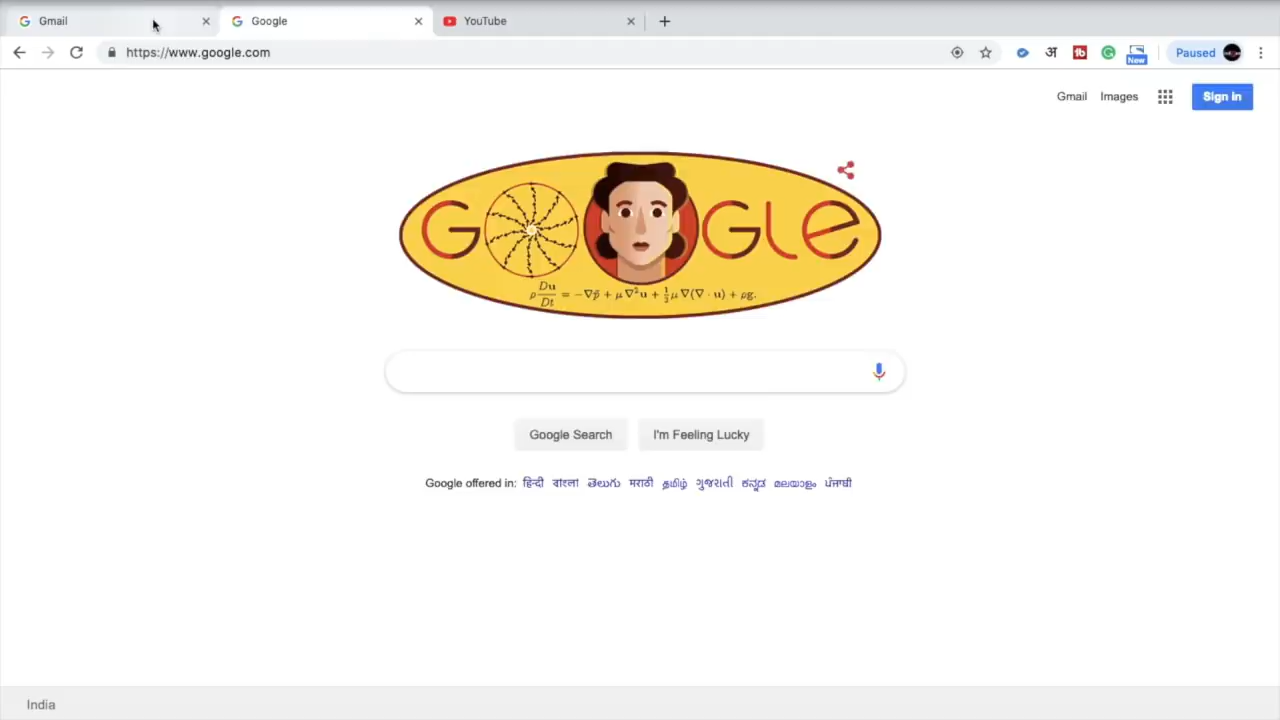 Gmail
Google
YouTube
https://www.google.com
अ
New
Paused
Gmail
Images
Sign in
GOOGLE
ρ Du/Dt = −∇p̄ + μ∇²u + ⅓μ∇(∇ · u) + ρg.
Google Search
I'm Feeling Lucky
Google offered in: हिन्दी বাংলা తెలుగు मराठी தமிழ் ગુજરાતી ಕನ್ನಡ മലയാളം ਪੰਜਾਬੀ
India